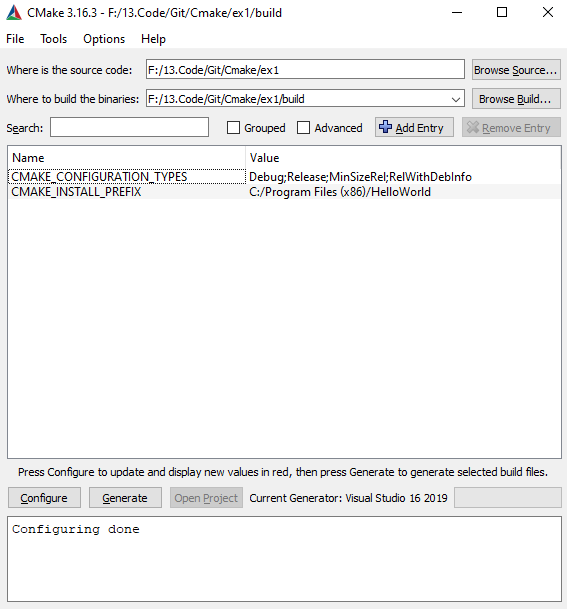 CMake 3.16.3 - F:/13.Code/Git/Cmake/ex1/build
File Tools Options Help
Where is the source code: F:/13.Code/Git/Cmake/ex1 Browse Source...
Where to build the binaries: F:/13.Code/Git/Cmake/ex1/build Browse Build...
Search: Grouped Advanced Add Entry Remove Entry
Name Value
CMAKE_CONFIGURATION_TYPES Debug;Release;MinSizeRel;RelWithDebInfo
CMAKE_INSTALL_PREFIX C:/Program Files (x86)/HelloWorld
Press Configure to update and display new values in red, then press Generate to generate selected build files.
Configure Generate Open Project Current Generator: Visual Studio 16 2019
Configuring done